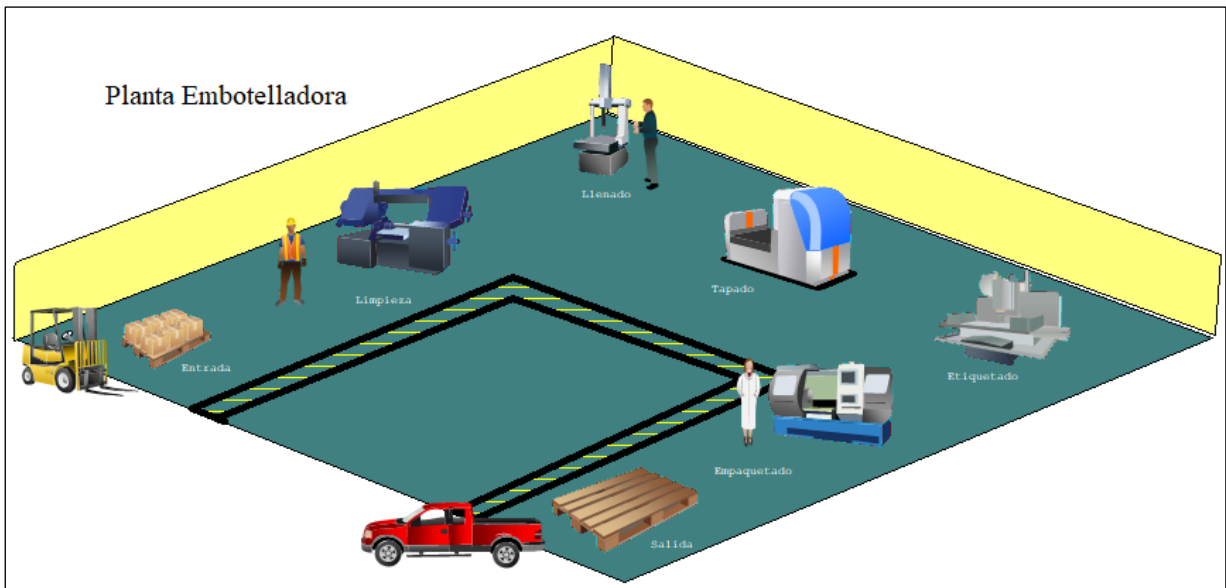 Planta Embotelladora
Llenado
Limpieza
Tapado
Entrada
Etiquetado
Empaquetado
Salida